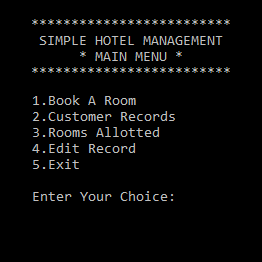 *************************
SIMPLE HOTEL MANAGEMENT
* MAIN MENU *
*************************
1.Book A Room
2.Customer Records
3.Rooms Allotted
4.Edit Record
5.Exit
Enter Your Choice: